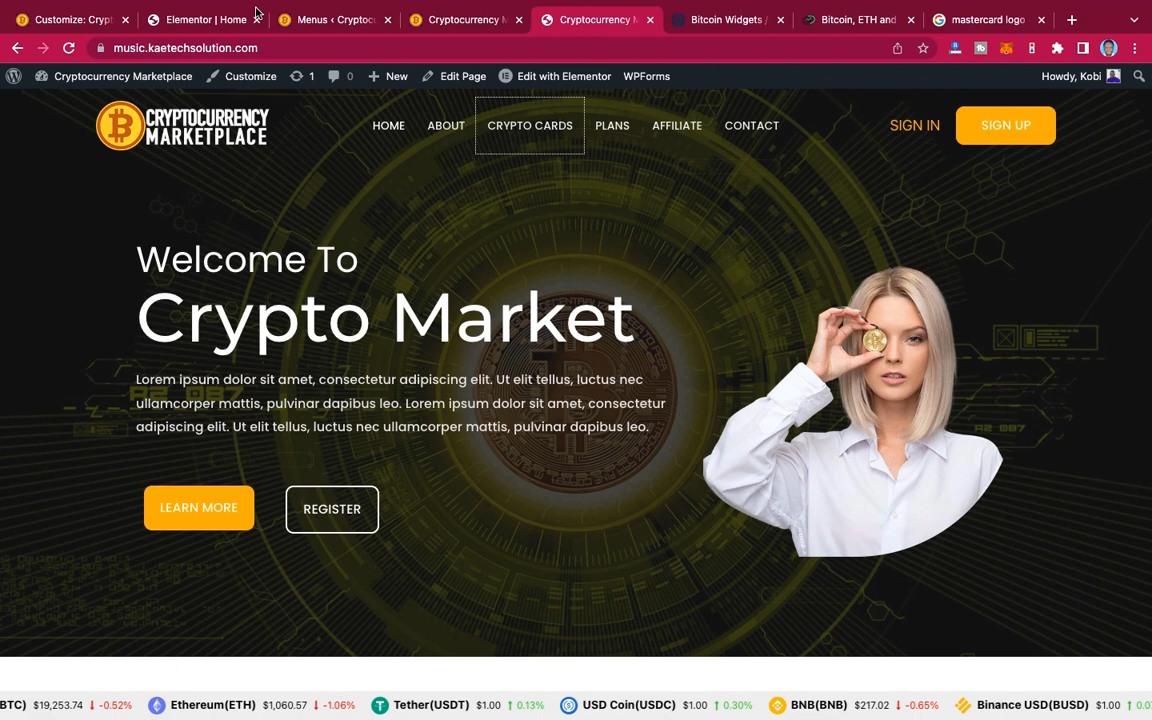 Customize: Crypt
Elementor | Home
Menus ‹ Cryptoc
Cryptocurrency M
Cryptocurrency M
Bitcoin Widgets /
Bitcoin, ETH and
mastercard logo
music.kaetechsolution.com
Cryptocurrency Marketplace
Customize
1
0
New
Edit Page
Edit with Elementor
WPForms
Howdy, Kobi
CRYPTOCURRENCY
MARKETPLACE
HOME
ABOUT
CRYPTO CARDS
PLANS
AFFILIATE
CONTACT
SIGN IN
SIGN UP
Welcome To
Crypto Market
Lorem ipsum dolor sit amet, consectetur adipiscing elit. Ut elit tellus, luctus nec
ullamcorper mattis, pulvinar dapibus leo. Lorem ipsum dolor sit amet, consectetur
adipiscing elit. Ut elit tellus, luctus nec ullamcorper mattis, pulvinar dapibus leo.
LEARN MORE
REGISTER
BTC) $19,253.74 ↓ -0.52%
Ethereum(ETH) $1,060.57 ↓ -1.06%
Tether(USDT) $1.00 ↑ 0.13%
USD Coin(USDC) $1.00 ↑ 0.30%
BNB(BNB) $217.02 ↓ -0.65%
Binance USD(BUSD) $1.00 ↑